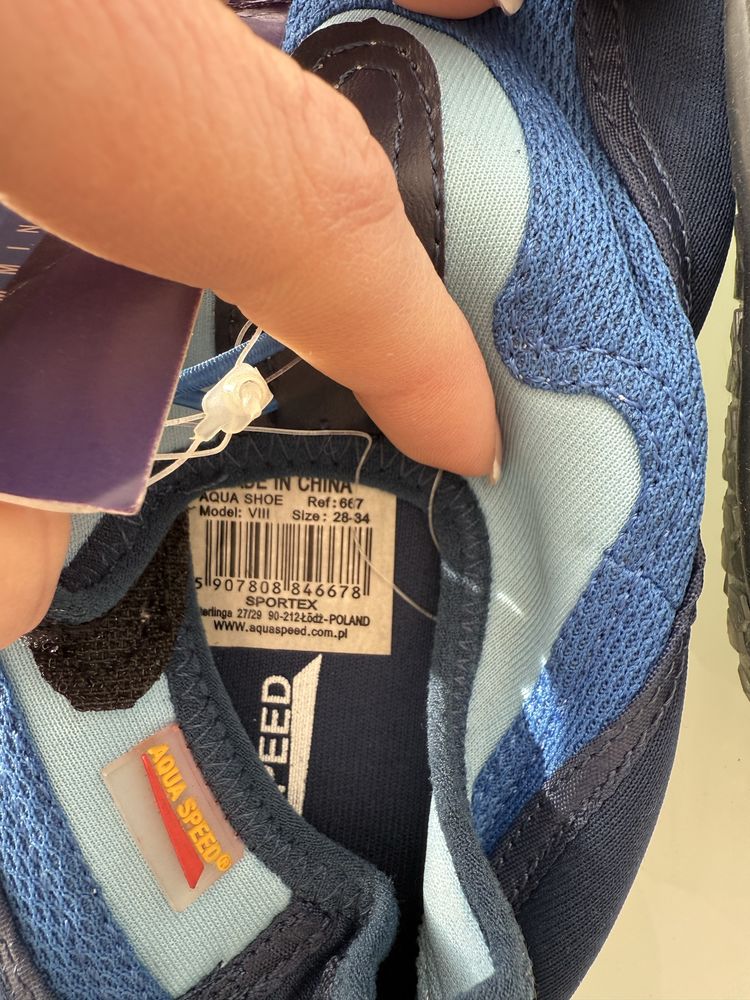 IN CHINA
AQUA SHOE Ref: 667
Model: VIII Size: 28-34
5 907808 846678
SPORTEX
27/29 90-212 Łódź-POLAND
www.aquaspeed.com.pl
SPEED
AQUA SPEED®